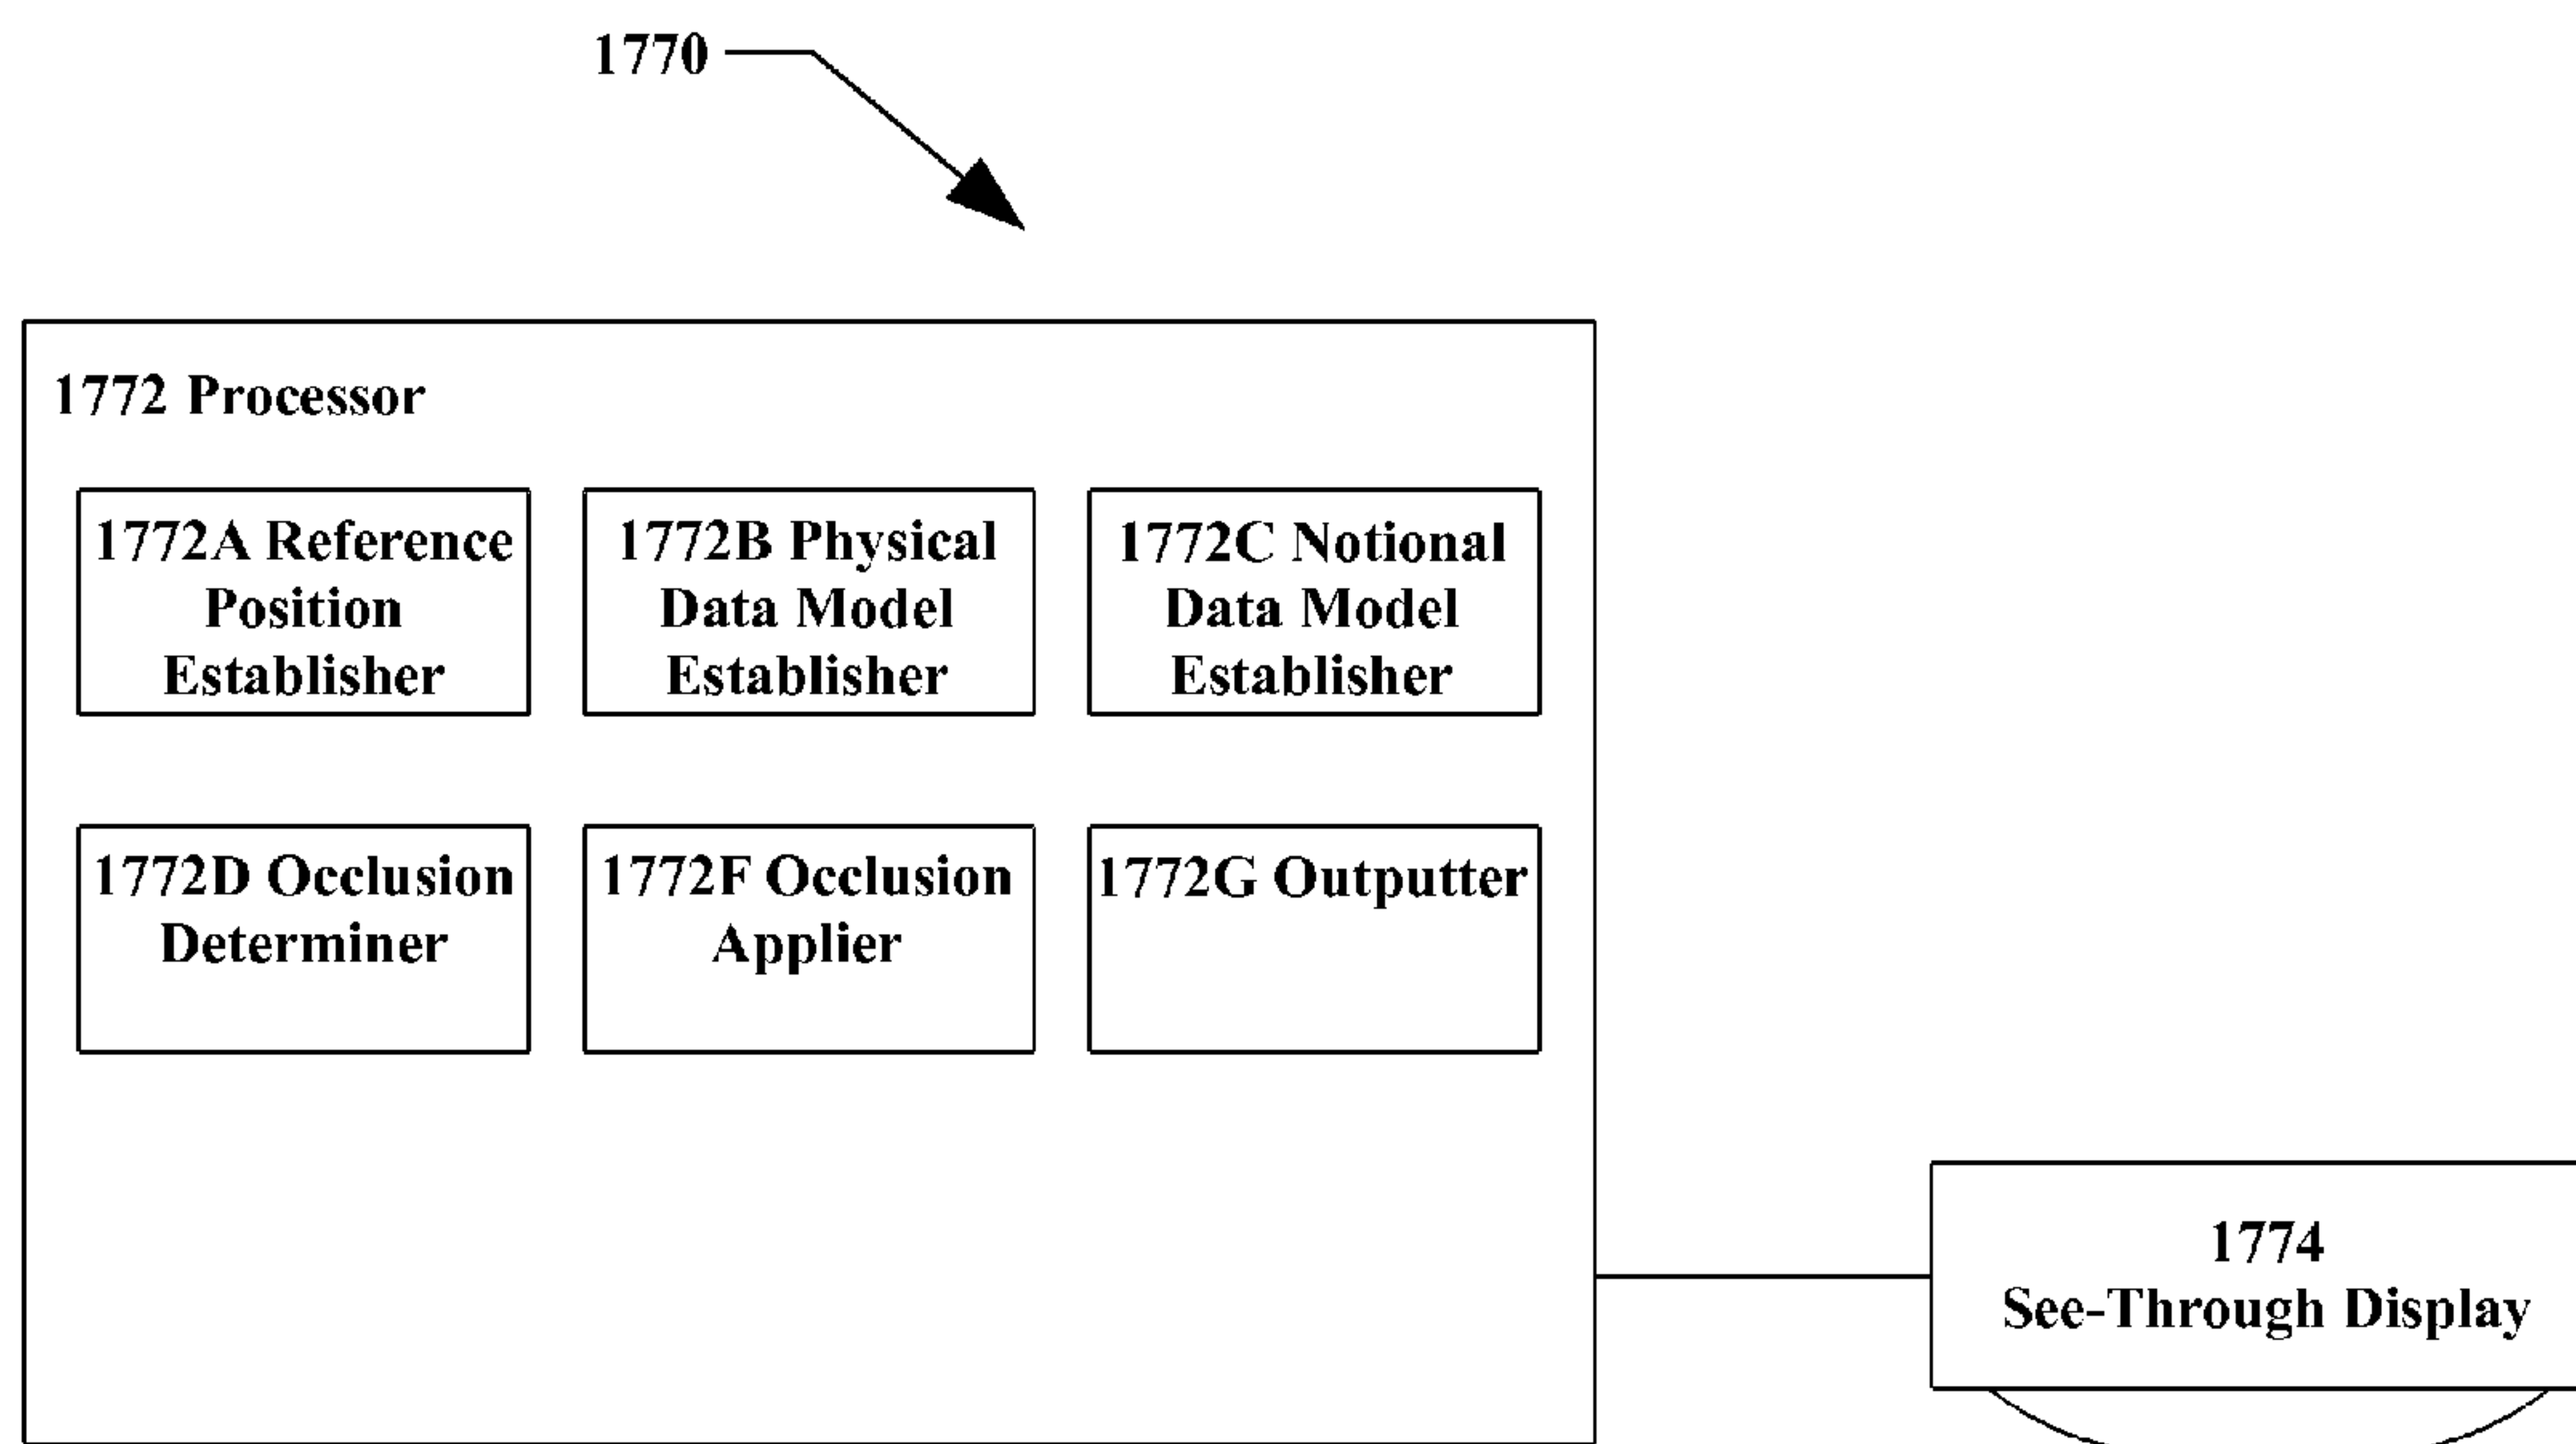 1770
1772 Processor
1772A Reference
Position
Establisher
1772B Physical
Data Model
Establisher
1772C Notional
Data Model
Establisher
1772D Occlusion
Determiner
1772F Occlusion
Applier
1772G Outputter
1774
See-Through Display